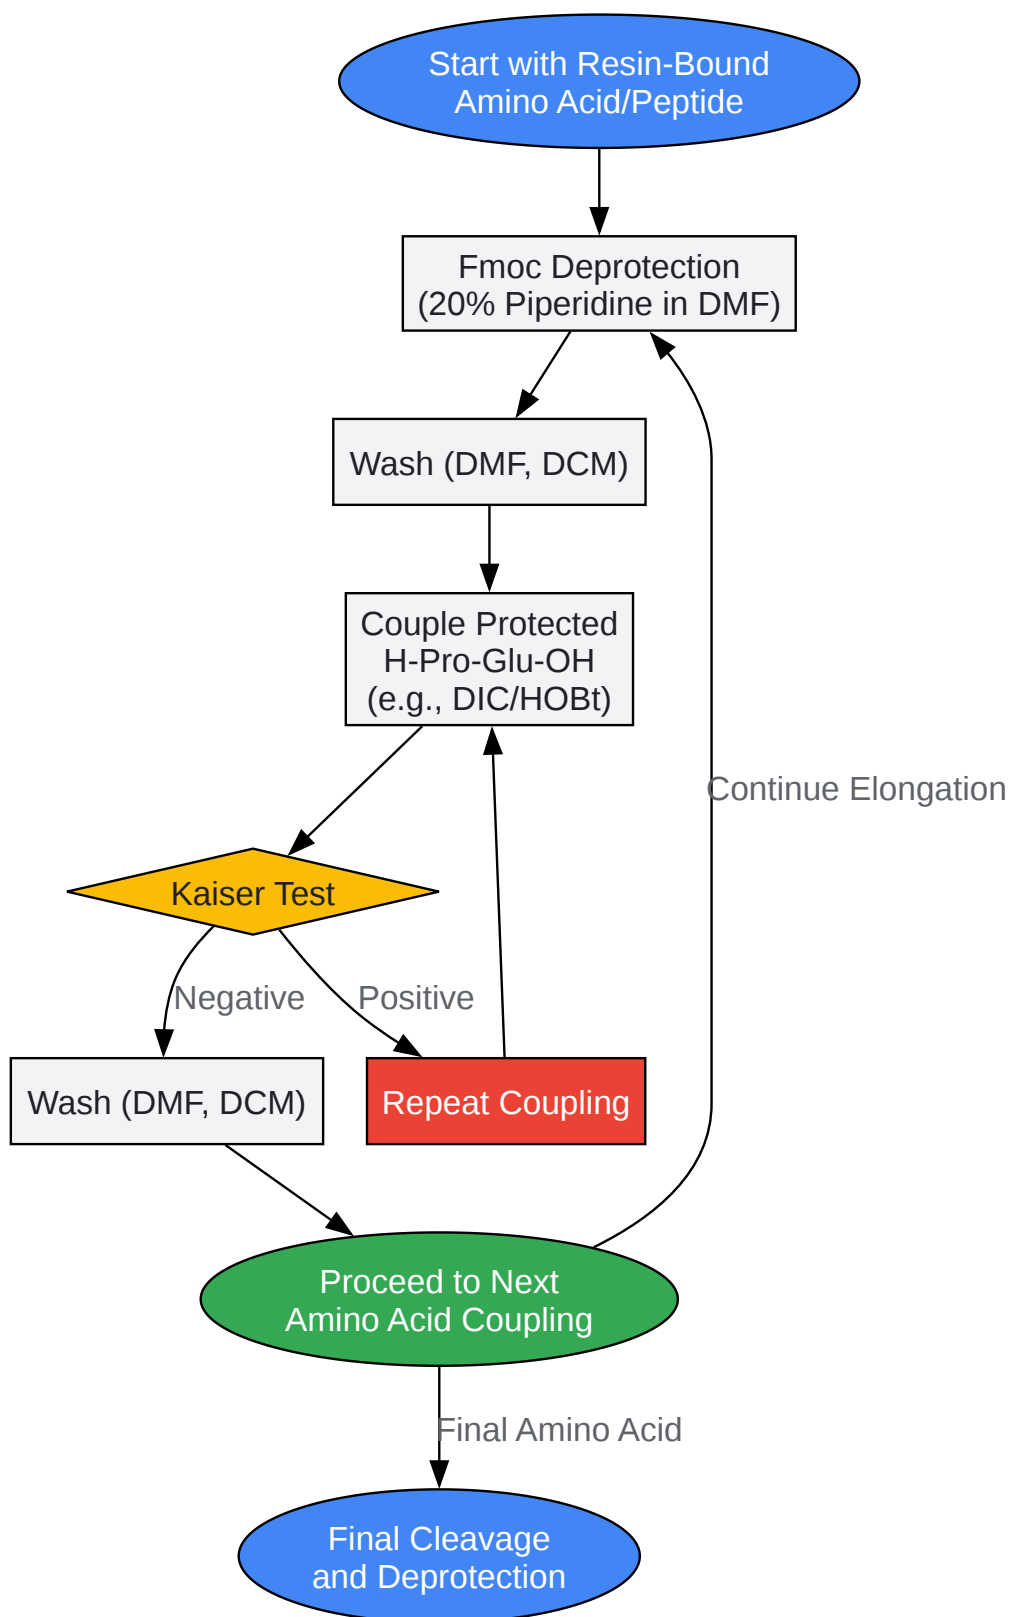 Start with Resin-Bound
Amino Acid/Peptide
Fmoc Deprotection
(20% Piperidine in DMF)
Wash (DMF, DCM)
Couple Protected
H-Pro-Glu-OH
(e.g., DIC/HOBt)
Continue Elongation
Kaiser Test
Negative
Positive
Wash (DMF, DCM)
Repeat Coupling
Proceed to Next
Amino Acid Coupling
Final Amino Acid
Final Cleavage
and Deprotection